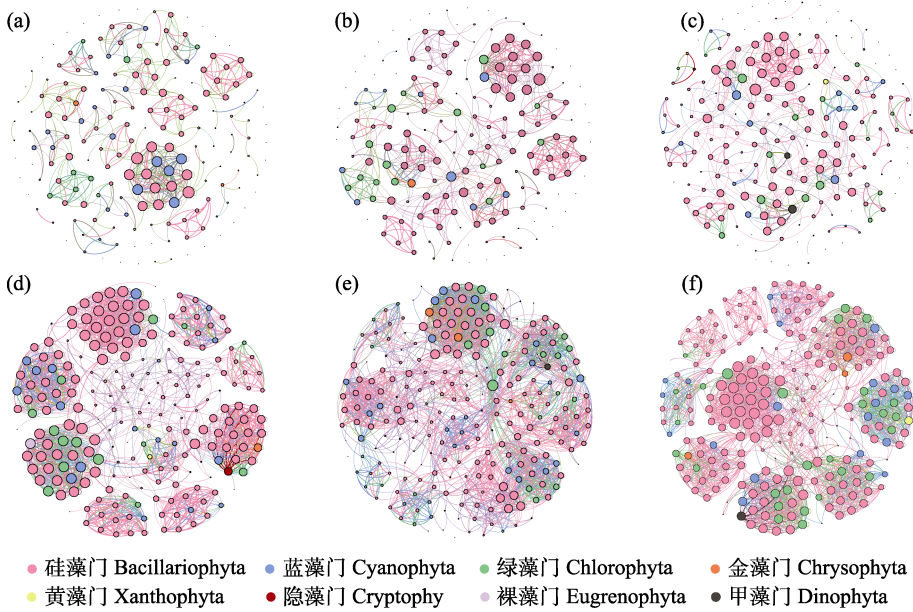 (a) (b) (c)
(d) (e) (f)
硅藻门 Bacillariophyta 蓝藻门 Cyanophyta 绿藻门 Chlorophyta 金藻门 Chrysophyta
黄藻门 Xanthophyta 隐藻门 Cryptophy 裸藻门 Eugrenophyta 甲藻门 Dinophyta